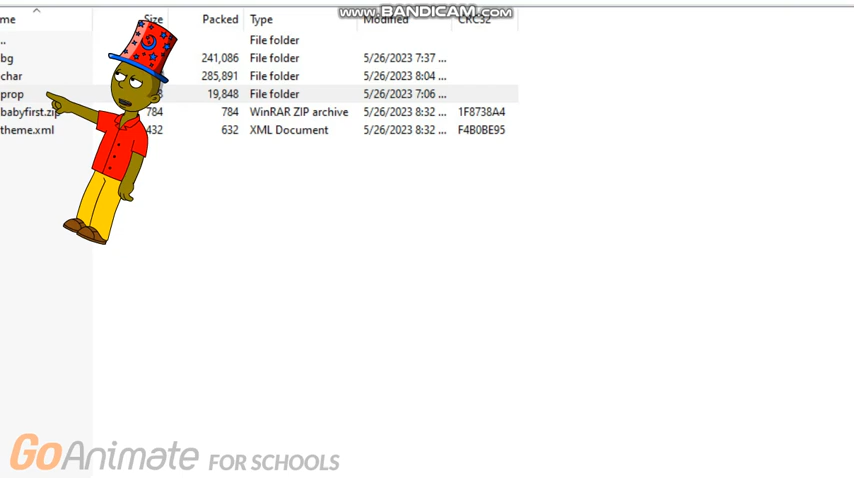 www.BANDICAM.com
me Size Packed Type Modified CRC32
.. File folder
bg 241,086 File folder 5/26/2023 7:37 ...
char 285,891 File folder 5/26/2023 8:04 ...
prop 19,848 File folder 5/26/2023 7:06 ...
babyfirst.zip 784 784 WinRAR ZIP archive 5/26/2023 8:32 ... 1F8738A4
theme.xml 432 632 XML Document 5/26/2023 8:32 ... F4B0BE95
GoAnimate FOR SCHOOLS